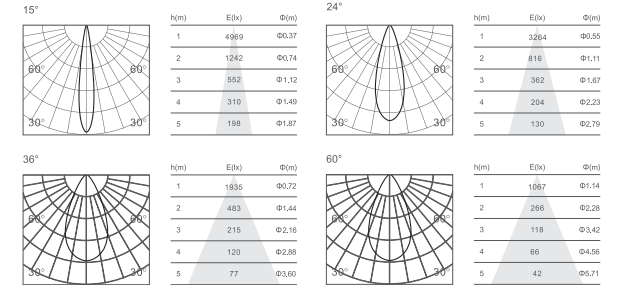 15°
h(m) E(lx) Φ(m)
60° 60°
30° 30°
1 4969 Φ0.37
2 1242 Φ0.74
3 552 Φ1.12
4 310 Φ1.49
5 198 Φ1.87
24°
h(m) E(lx) Φ(m)
60° 60°
30° 30°
1 3264 Φ0.55
2 816 Φ1.11
3 362 Φ1.67
4 204 Φ2.23
5 130 Φ2.79
36°
h(m) E(lx) Φ(m)
60° 60°
30° 30°
1 1935 Φ0.72
2 483 Φ1.44
3 215 Φ2.16
4 120 Φ2.88
5 77 Φ3.60
60°
h(m) E(lx) Φ(m)
60° 60°
30° 30°
1 1067 Φ1.14
2 266 Φ2.28
3 118 Φ3.42
4 66 Φ4.56
5 42 Φ5.71